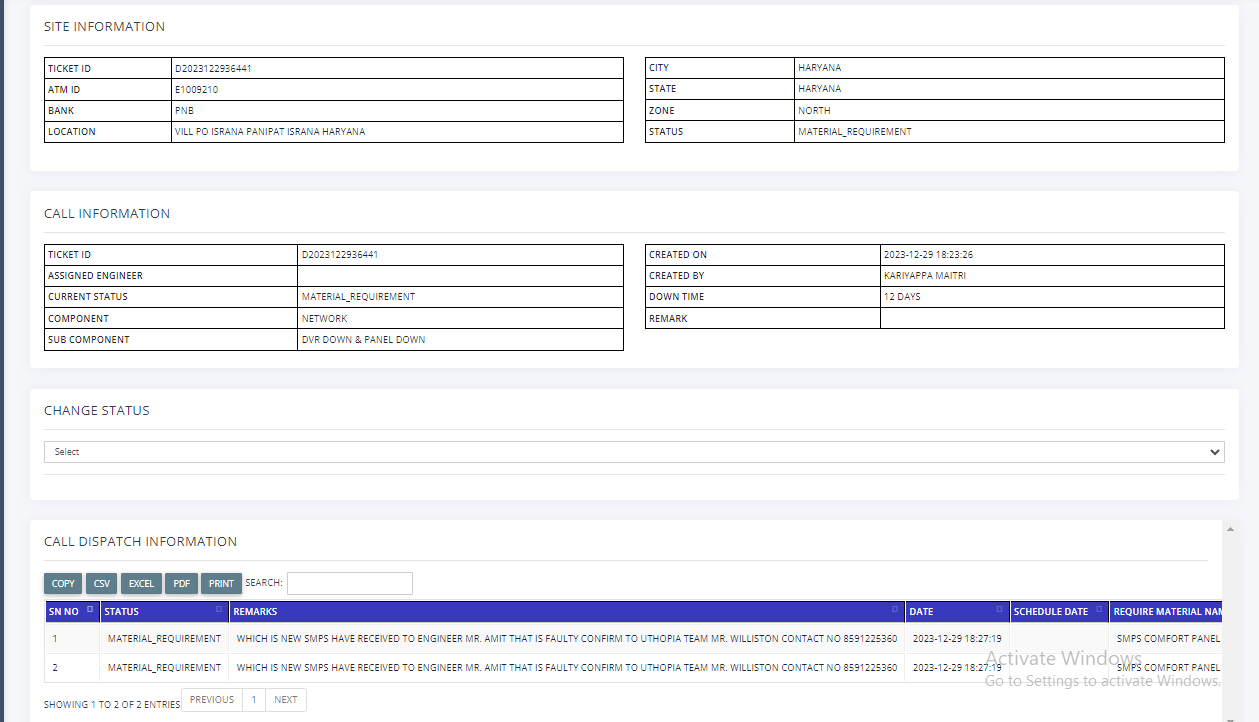 SITE INFORMATION
TICKET ID D2023122936441
ATM ID E1009210
BANK PNB
LOCATION VILL PO ISRANA PANIPAT ISRANA HARYANA
CITY HARYANA
STATE HARYANA
ZONE NORTH
STATUS MATERIAL_REQUIREMENT
CALL INFORMATION
TICKET ID D2023122936441
ASSIGNED ENGINEER
CURRENT STATUS MATERIAL_REQUIREMENT
COMPONENT NETWORK
SUB COMPONENT DVR DOWN & PANEL DOWN
CREATED ON 2023-12-29 18:23:26
CREATED BY KARIYAPPA MAITRI
DOWN TIME 12 DAYS
REMARK
CHANGE STATUS
Select
CALL DISPATCH INFORMATION
COPY CSV EXCEL PDF PRINT SEARCH:
SN NO STATUS REMARKS DATE SCHEDULE DATE REQUIRE MATERIAL NAM
1 MATERIAL_REQUIREMENT WHICH IS NEW SMPS HAVE RECEIVED TO ENGINEER MR. AMIT THAT IS FAULTY CONFIRM TO UTHOPIA TEAM MR. WILLISTON CONTACT NO 8591225360 2023-12-29 18:27:19 SMPS COMFORT PANEL
2 MATERIAL_REQUIREMENT WHICH IS NEW SMPS HAVE RECEIVED TO ENGINEER MR. AMIT THAT IS FAULTY CONFIRM TO UTHOPIA TEAM MR. WILLISTON CONTACT NO 8591225360 2023-12-29 18:27:19 SMPS COMFORT PANEL
SHOWING 1 TO 2 OF 2 ENTRIES PREVIOUS 1 NEXT
Activate Windows
Go to Settings to activate Windows.